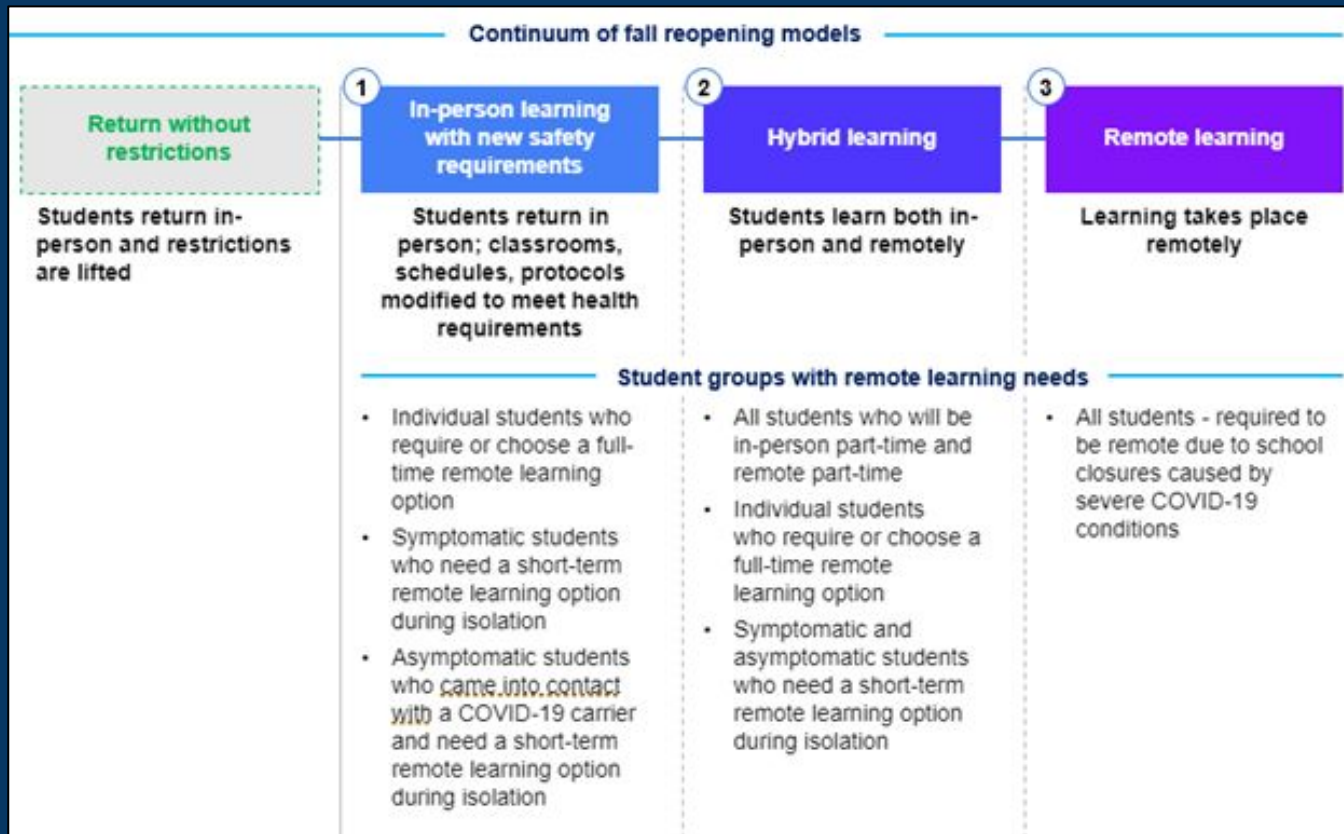 Continuum of fall reopening models
Return without
restrictions
Students return in-
person and restrictions
are lifted
1
In-person learning
with new safety
requirements
Students return in
person; classrooms,
schedules, protocols
modified to meet health
requirements
2
Hybrid learning
Students learn both in-
person and remotely
3
Remote learning
Learning takes place
remotely
Student groups with remote learning needs
• Individual students who
require or choose a full-
time remote learning
option
• Symptomatic students
who need a short-term
remote learning option
during isolation
• Asymptomatic students
who came into contact
with a COVID-19 carrier
and need a short-term
remote learning option
during isolation
• All students who will be
in-person part-time and
remote part-time
• Individual students
who require or choose a
full-time remote
learning option
• Symptomatic and
asymptomatic students
who need a short-term
remote learning option
during isolation
• All students - required to
be remote due to school
closures caused by
severe COVID-19
conditions